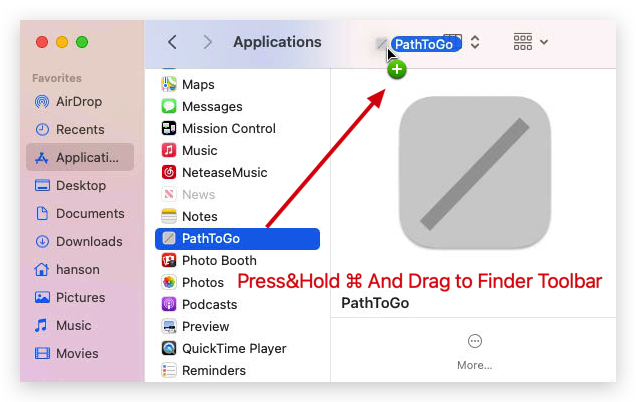 Applications
PathToGo
Favorites
AirDrop
Recents
Applicati...
Desktop
Documents
Downloads
hanson
Pictures
Music
Movies
Maps
Messages
Mission Control
Music
NeteaseMusic
News
Notes
PathToGo
Photo Booth
Photos
Podcasts
Preview
QuickTime Player
Reminders
Press&Hold ⌘ And Drag to Finder Toolbar
PathToGo
More...